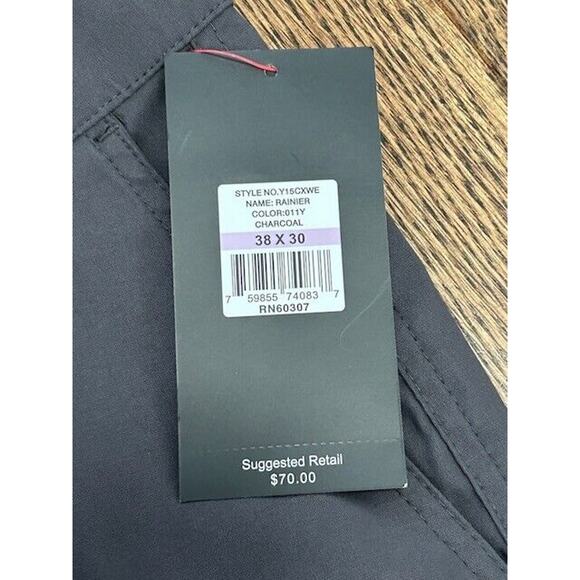 STYLE NO.Y15CXWE
NAME: RAINIER
COLOR:011Y
CHARCOAL
38 X 30
7 59855 74083 7
RN60307
Suggested Retail
$70.00